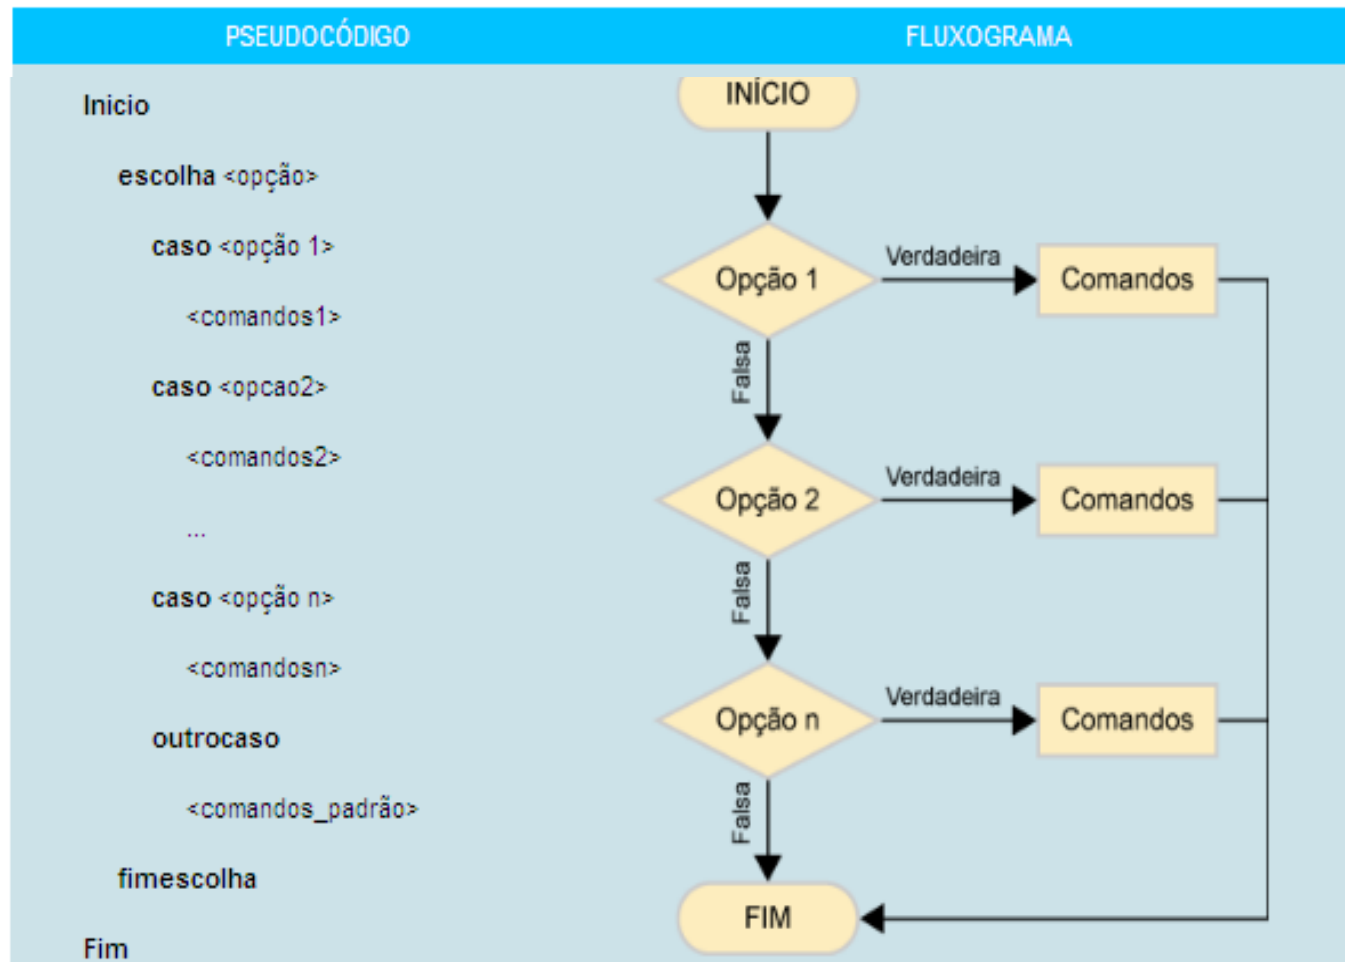 PSEUDOCÓDIGO
FLUXOGRAMA
Inicio
escolha <opção>
caso <opção 1>
<comandos1>
caso <opcao2>
<comandos2>
...
caso <opção n>
<comandosn>
outrocaso
<comandos_padrão>
fimescolha
Fim
INÍCIO
Opção 1
Verdadeira
Comandos
Falsa
Opção 2
Verdadeira
Comandos
Falsa
Opção n
Verdadeira
Comandos
Falsa
FIM